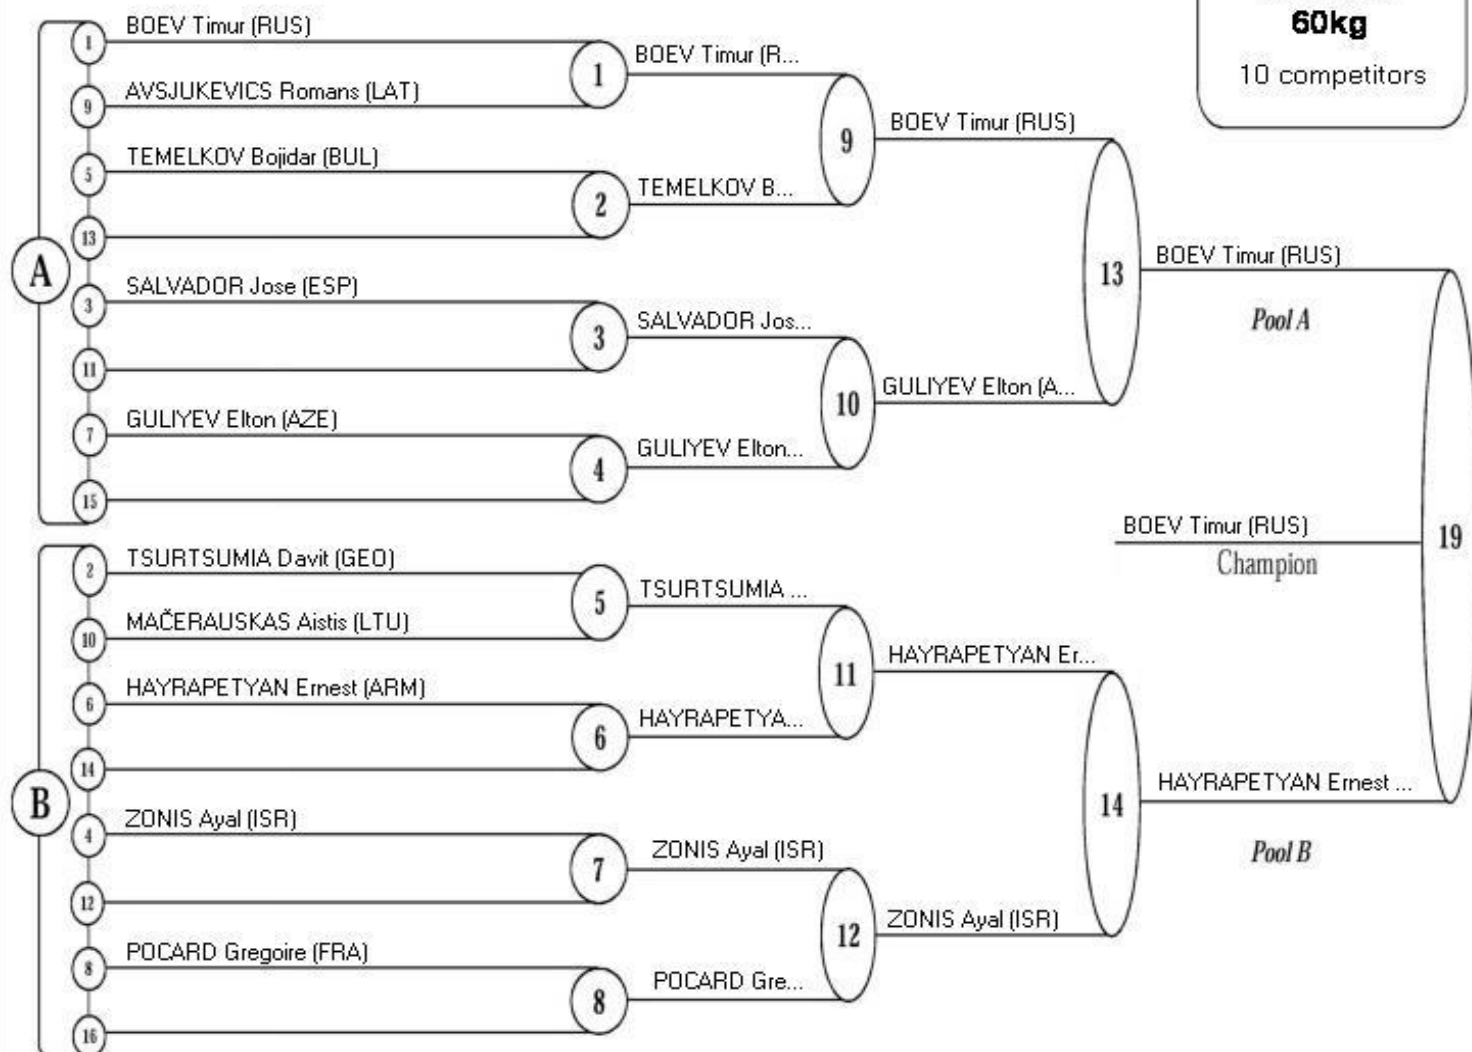 60kg
10 competitors
A
1
BOEV Timur (RUS)
9
AVSJUKEVICS Romans (LAT)
5
TEMELKOV Bojidar (BUL)
13
3
SALVADOR Jose (ESP)
11
7
GULIYEV Elton (AZE)
15
B
2
TSURTSUMIA Davit (GEO)
10
MAČERAUSKAS Aistis (LTU)
6
HAYRAPETYAN Ernest (ARM)
14
4
ZONIS Ayal (ISR)
12
8
POCARD Gregoire (FRA)
16
1
BOEV Timur (R...
2
TEMELKOV B...
3
SALVADOR Jos...
4
GULIYEV Elton...
5
TSURTSUMIA ...
6
HAYRAPETYA...
7
ZONIS Ayal (ISR)
8
POCARD Gre...
9
BOEV Timur (RUS)
10
GULIYEV Elton (A...
11
HAYRAPETYAN Er...
12
ZONIS Ayal (ISR)
13
BOEV Timur (RUS)
Pool A
14
HAYRAPETYAN Ernest ...
Pool B
BOEV Timur (RUS)
Champion
19